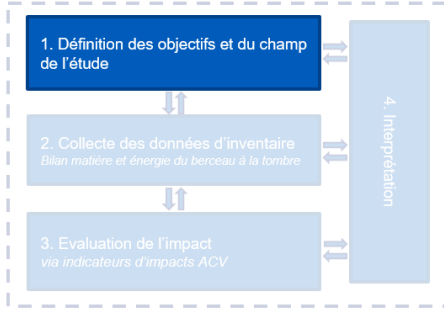 1. Définition des objectifs et du champ
de l'étude
2. Collecte des données d'inventaire
Bilan matière et énergie du berceau à la tombre
3. Evaluation de l'impact
via indicateurs d'impacts ACV
4. Interprétation